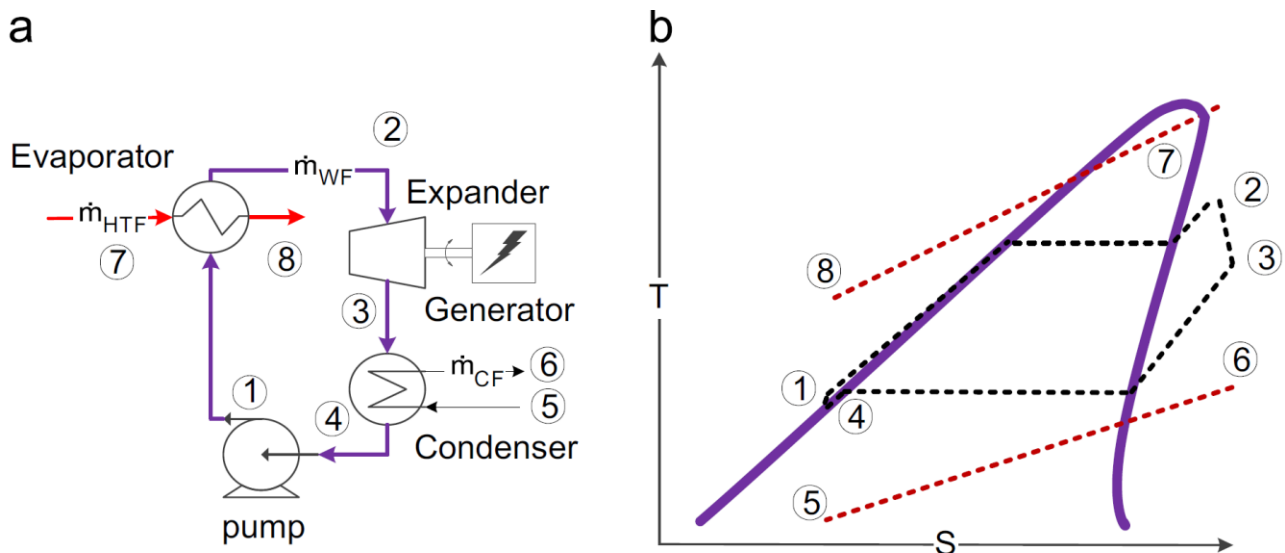 a
Evaporator
②
ṁWF
Expander
ṁHTF
⑦
⑧
③
Generator
ṁCF
⑥
⑤
①
④
Condenser
pump
b
T
⑦
②
⑧
③
①
④
⑥
⑤
S